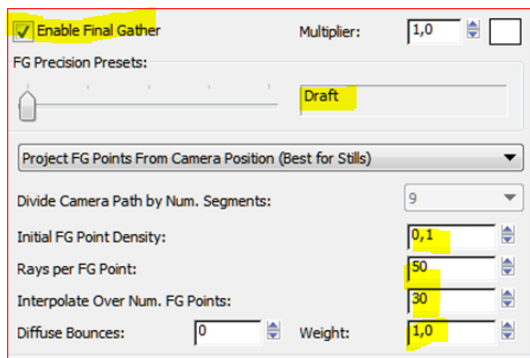 Enable Final Gather Multiplier: 1,0
FG Precision Presets:
Draft
Project FG Points From Camera Position (Best for Stills)
Divide Camera Path by Num. Segments: 9
Initial FG Point Density: 0,1
Rays per FG Point: 50
Interpolate Over Num. FG Points: 30
Diffuse Bounces: 0 Weight: 1,0